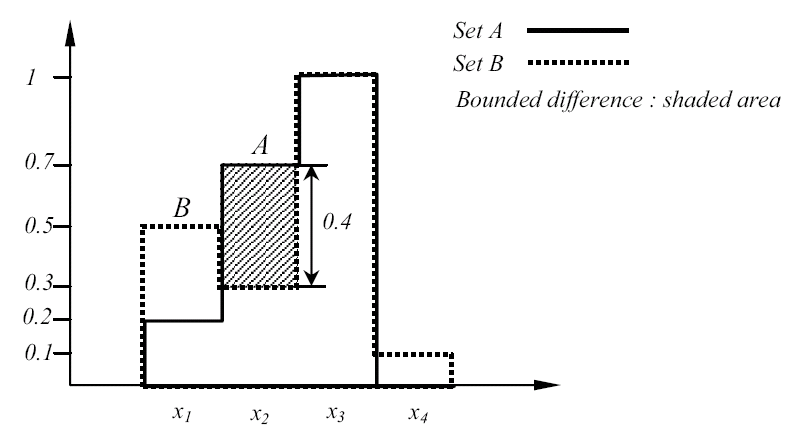 Set A
Set B
Bounded difference : shaded area
1
A
0.7
B
0.5
0.4
0.3
0.2
0.1
x1 x2 x3 x4